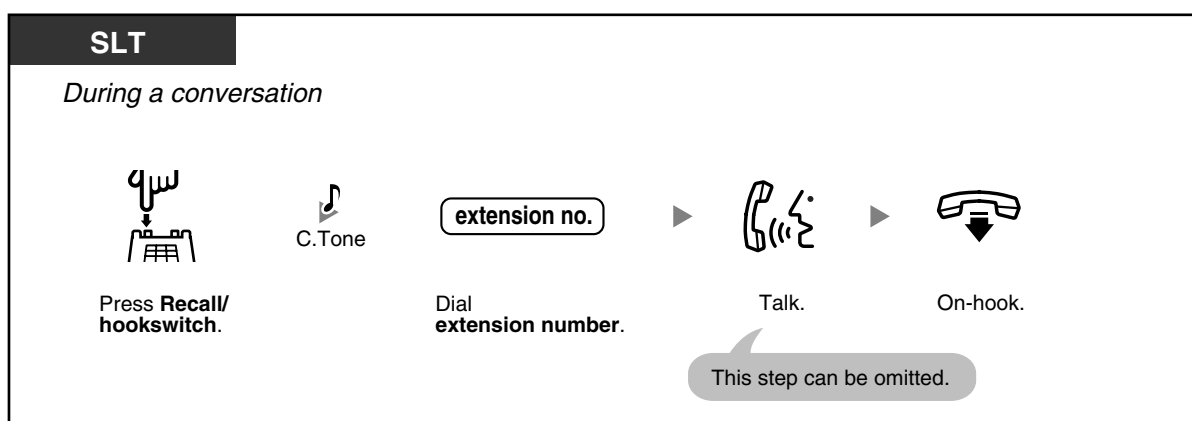 SLT
During a conversation
C.Tone
extension no.
Press Recall/
hookswitch.
Dial
extension number.
Talk.
On-hook.
This step can be omitted.